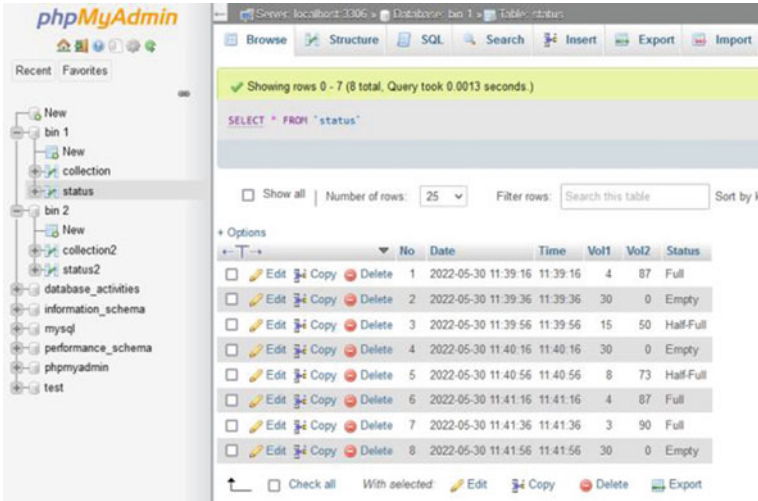 phpMyAdmin
Recent Favorites
New
bin 1
New
collection
status
bin 2
New
collection2
status2
database_activities
information_schema
mysql
performance_schema
phpmyadmin
test
Server: localhost:3306 » Database: bin 1 » Table: status
Browse Structure SQL Search Insert Export Import
Showing rows 0 - 7 (8 total, Query took 0.0013 seconds.)
SELECT * FROM `status`
Show all | Number of rows: 25 Filter rows: Search this table Sort by
+ Options
No Date Time Vol1 Vol2 Status
Edit Copy Delete 1 2022-05-30 11:39:16 11:39:16 4 87 Full
Edit Copy Delete 2 2022-05-30 11:39:36 11:39:36 30 0 Empty
Edit Copy Delete 3 2022-05-30 11:39:56 11:39:56 15 50 Half-Full
Edit Copy Delete 4 2022-05-30 11:40:16 11:40:16 30 0 Empty
Edit Copy Delete 5 2022-05-30 11:40:56 11:40:56 8 73 Half-Full
Edit Copy Delete 6 2022-05-30 11:41:16 11:41:16 4 87 Full
Edit Copy Delete 7 2022-05-30 11:41:36 11:41:36 3 90 Full
Edit Copy Delete 8 2022-05-30 11:41:56 11:41:56 30 0 Empty
Check all With selected: Edit Copy Delete Export